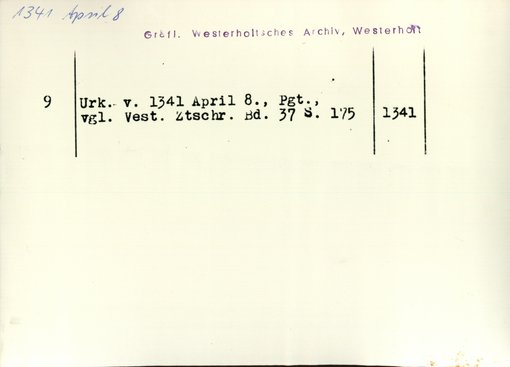 1341 April 8
Gräfl. Westerholtsches Archiv, Westerholt
9 Urk. v. 1341 April 8., Pgt.,
vgl. Vest. Ztschr. Bd. 37 S. 175 1341